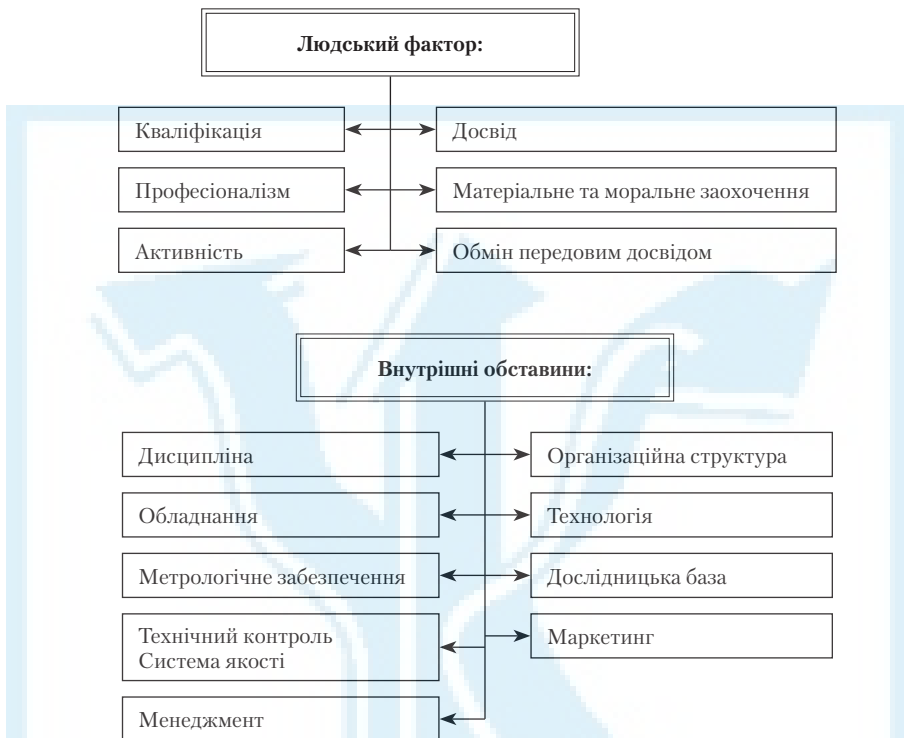 Людський фактор:
Кваліфікація
Досвід
Професіоналізм
Матеріальне та моральне заохочення
Активність
Обмін передовим досвідом
Внутрішні обставини:
Дисципліна
Організаційна структура
Обладнання
Технологія
Метрологічне забезпечення
Дослідницька база
Технічний контроль
Система якості
Маркетинг
Менеджмент